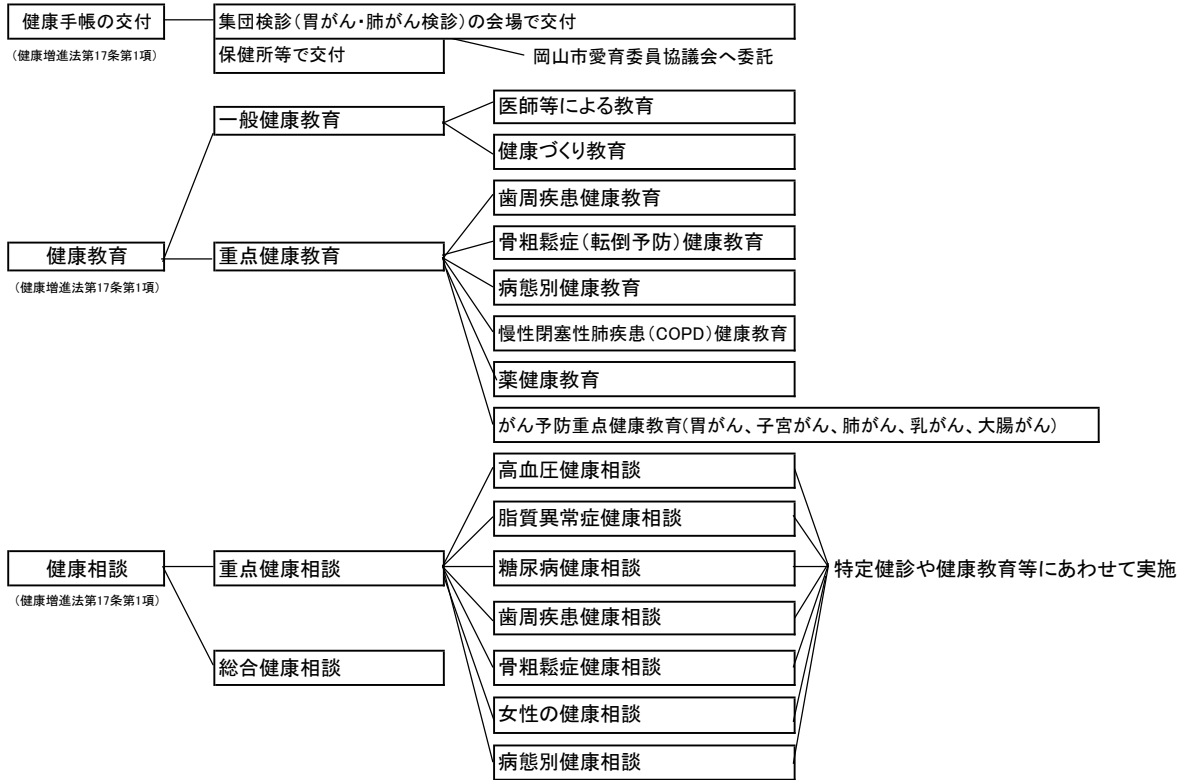 健康手帳の交付
集団検診(胃がん・肺がん検診)の会場で交付
(健康増進法第17条第1項)
保健所等で交付
岡山市愛育委員協議会へ委託
一般健康教育
医師等による教育
健康づくり教育
歯周疾患健康教育
健康教育
重点健康教育
骨粗鬆症(転倒予防)健康教育
(健康増進法第17条第1項)
病態別健康教育
慢性閉塞性肺疾患(COPD)健康教育
薬健康教育
がん予防重点健康教育(胃がん、子宮がん、肺がん、乳がん、大腸がん)
高血圧健康相談
脂質異常症健康相談
健康相談
重点健康相談
糖尿病健康相談
特定健診や健康教育等にあわせて実施
(健康増進法第17条第1項)
歯周疾患健康相談
総合健康相談
骨粗鬆症健康相談
女性の健康相談
病態別健康相談